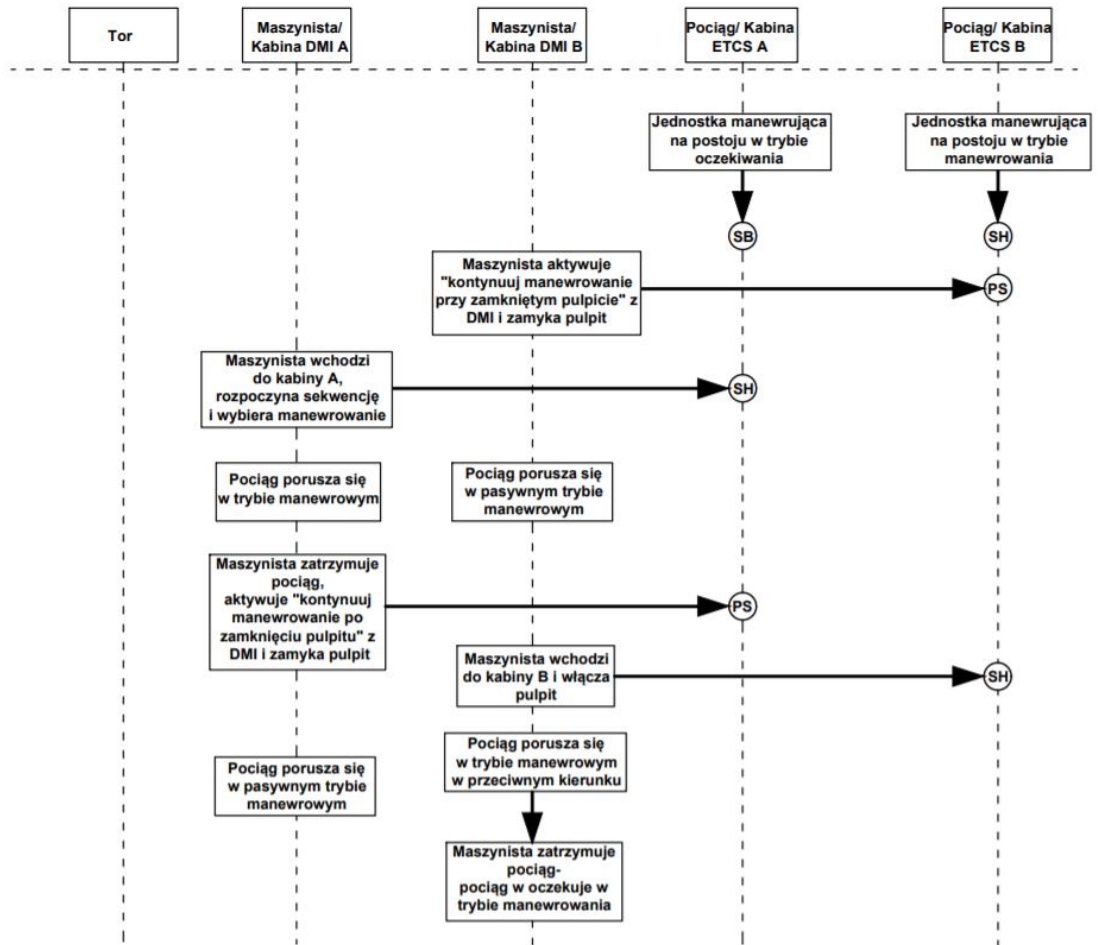 Tor
Maszynista/
Kabina DMI A
Maszynista/
Kabina DMI B
Pociąg/ Kabina
ETCS A
Pociąg/ Kabina
ETCS B
Jednostka manewrująca
na postoju w trybie
oczekiwania
Jednostka manewrująca
na postoju w trybie
manewrowania
SB
SH
Maszynista aktywuje
"kontynuuj manewrowanie
przy zamkniętym pulpicie" z
DMI i zamyka pulpit
PS
Maszynista wchodzi
do kabiny A,
rozpoczyna sekwencję
i wybiera manewrowanie
SH
Pociąg porusza się
w trybie manewrowym
Pociąg porusza się
w pasywnym trybie
manewrowym
Maszynista zatrzymuje
pociąg,
aktywuje "kontynuuj
manewrowanie po
zamknięciu pulpitu" z
DMI i zamyka pulpit
PS
Maszynista wchodzi
do kabiny B i włącza
pulpit
SH
Pociąg porusza się
w trybie manewrowym
w przeciwnym kierunku
Pociąg porusza się
w pasywnym trybie
manewrowym
Maszynista zatrzymuje
pociąg-
pociąg w oczekuje w
trybie manewrowania